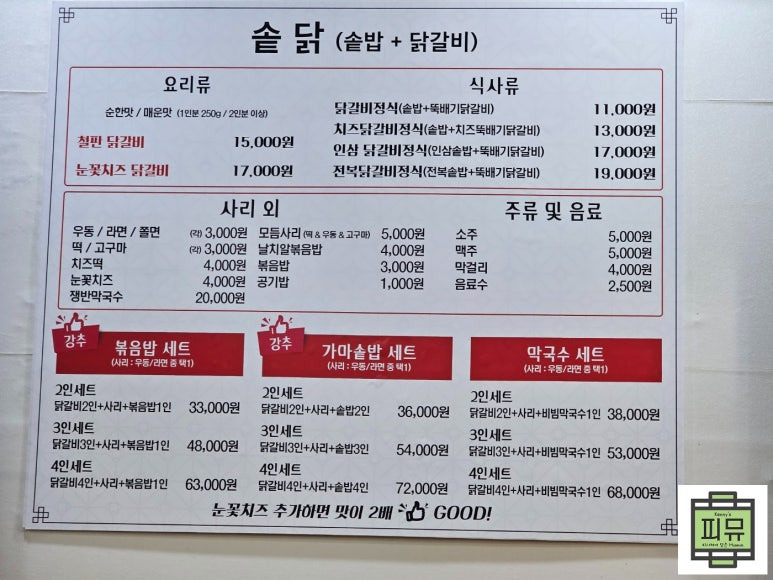 솥 닭 (솥밥 + 닭갈비)
요리류
순한맛 / 매운맛 (1인분 250g / 2인분 이상)
철판 닭갈비 15,000원
눈꽃치즈 닭갈비 17,000원
식사류
닭갈비정식(솥밥+뚝배기닭갈비) 11,000원
치즈닭갈비정식(솥밥+치즈뚝배기닭갈비) 13,000원
인삼 닭갈비정식(인삼솥밥+뚝배기닭갈비) 17,000원
전복닭갈비정식(전복솥밥+뚝배기닭갈비) 19,000원
사리 외
우동 / 라면 / 쫄면 (각) 3,000원
떡 / 고구마 (각) 3,000원
치즈떡 4,000원
눈꽃치즈 4,000원
쟁반막국수 20,000원
모듬사리 (떡 & 우동 & 고구마) 5,000원
날치알볶음밥 4,000원
볶음밥 3,000원
공기밥 1,000원
주류 및 음료
소주 5,000원
맥주 5,000원
막걸리 4,000원
음료수 2,500원
강추
볶음밥 세트
(사리 : 우동/라면 중 택1)
2인세트
닭갈비2인+사리+볶음밥1인 33,000원
3인세트
닭갈비3인+사리+볶음밥1인 48,000원
4인세트
닭갈비4인+사리+볶음밥1인 63,000원
강추
가마솥밥 세트
(사리 : 우동/라면 중 택1)
2인세트
닭갈비2인+사리+솥밥2인 36,000원
3인세트
닭갈비3인+사리+솥밥3인 54,000원
4인세트
닭갈비4인+사리+솥밥4인 72,000원
막국수 세트
(사리 : 우동/라면 중 택1)
2인세트
닭갈비2인+사리+비빔막국수1인 38,000원
3인세트
닭갈비3인+사리+비빔막국수1인 53,000원
4인세트
닭갈비4인+사리+비빔막국수1인 68,000원
눈꽃치즈 추가하면 맛이 2배 GOOD!
피뮤